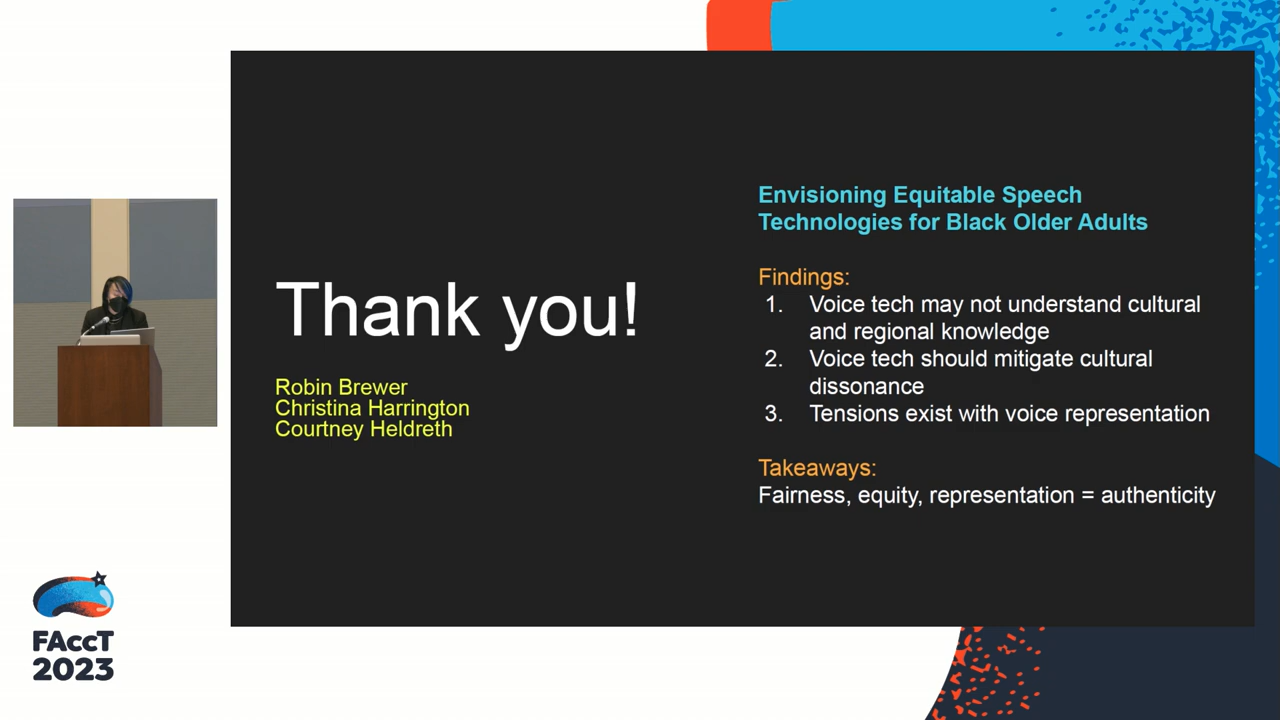 Thank you!
Robin Brewer
Christina Harrington
Courtney Heldreth
Envisioning Equitable Speech
Technologies for Black Older Adults
Findings:
1. Voice tech may not understand cultural
and regional knowledge
2. Voice tech should mitigate cultural
dissonance
3. Tensions exist with voice representation
Takeaways:
Fairness, equity, representation = authenticity
FAccT
2023